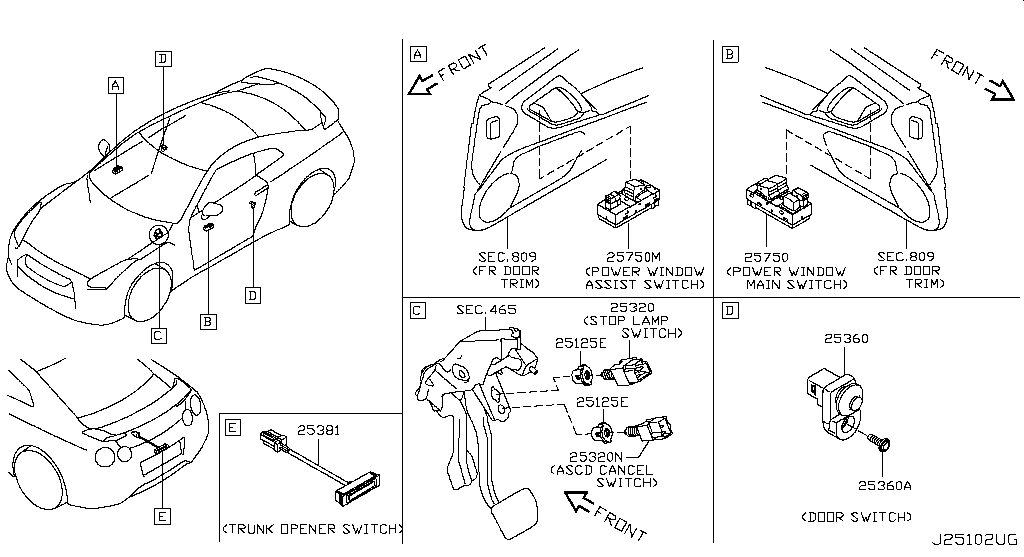 D
A
B
D
C
E
A
FRONT
SEC.809
(FR DOOR
TRIM)
25750M
(POWER WINDOW
ASSIST SWITCH)
B
FRONT
25750
(POWER WINDOW
MAIN SWITCH)
SEC.809
(FR DOOR
TRIM)
C
SEC.465
25320
(STOP LAMP
SWITCH)
25125E
25125E
25320N
(ASCD CANCEL
SWITCH)
FRONT
D
25360
25360A
(DOOR SWITCH)
E
25381
(TRUNK OPENER SWITCH)
J25102UG